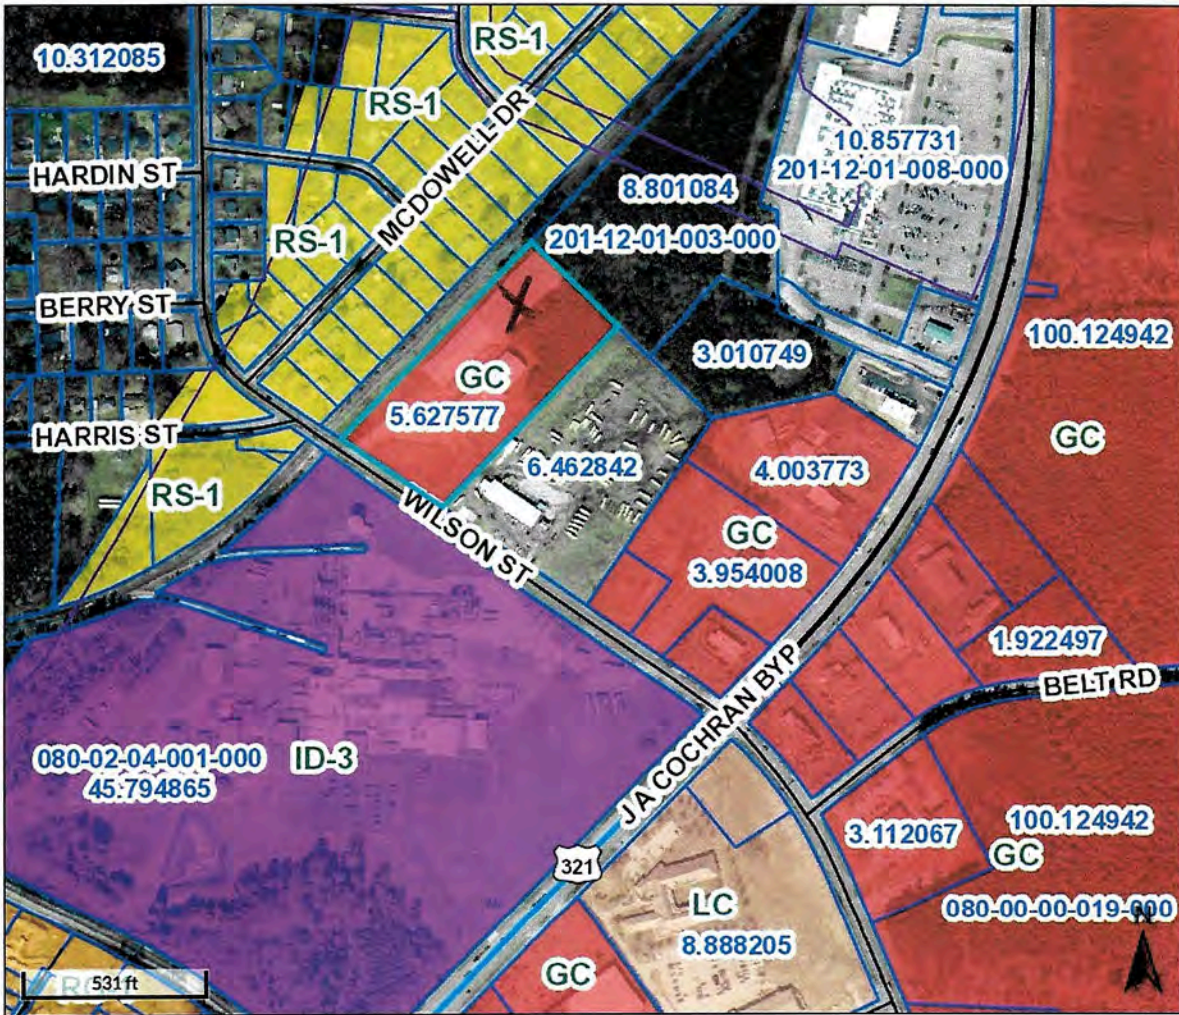 10.312085
RS-1
RS-1
HARDIN ST
MCDOWELL DR
10.857731
201-12-01-008-000
8.801084
201-12-01-003-000
RS-1
BERRY ST
X
3.010749
100.124942
GC
5.627577
GC
HARRIS ST
RS-1
6.462842
4.003773
WILSON ST
GC
3.954008
1.922497
BELT RD
J A COCHRAN BYP
080-02-04-001-000
45.794865
ID-3
321
3.112067
100.124942
GC
080-00-00-019-000
LC
8.888205
N
GC
531 ft